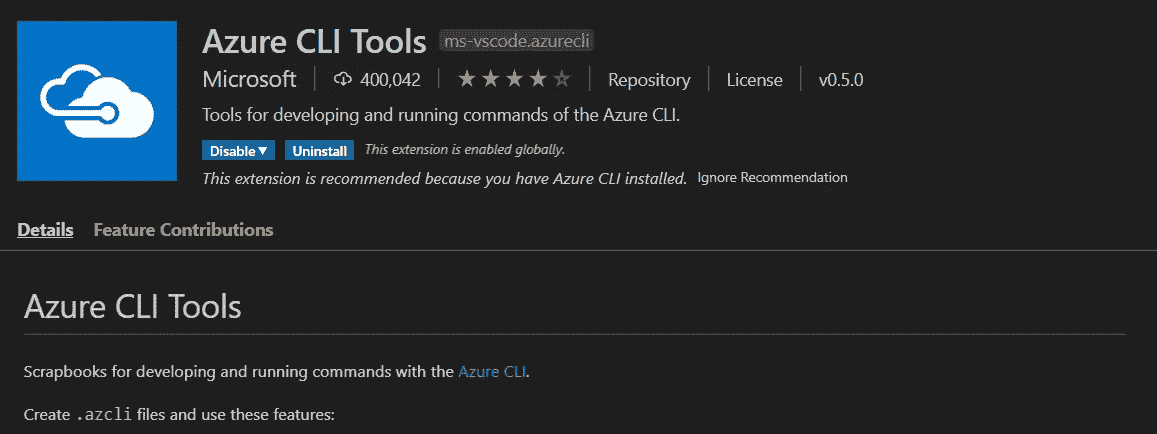 Azure CLI Tools ms-vscode.azurecli
Microsoft 400,042 Repository License v0.5.0
Tools for developing and running commands of the Azure CLI.
Disable Uninstall This extension is enabled globally.
This extension is recommended because you have Azure CLI installed. Ignore Recommendation
Details Feature Contributions
Azure CLI Tools
Scrapbooks for developing and running commands with the Azure CLI.
Create .azcli files and use these features: